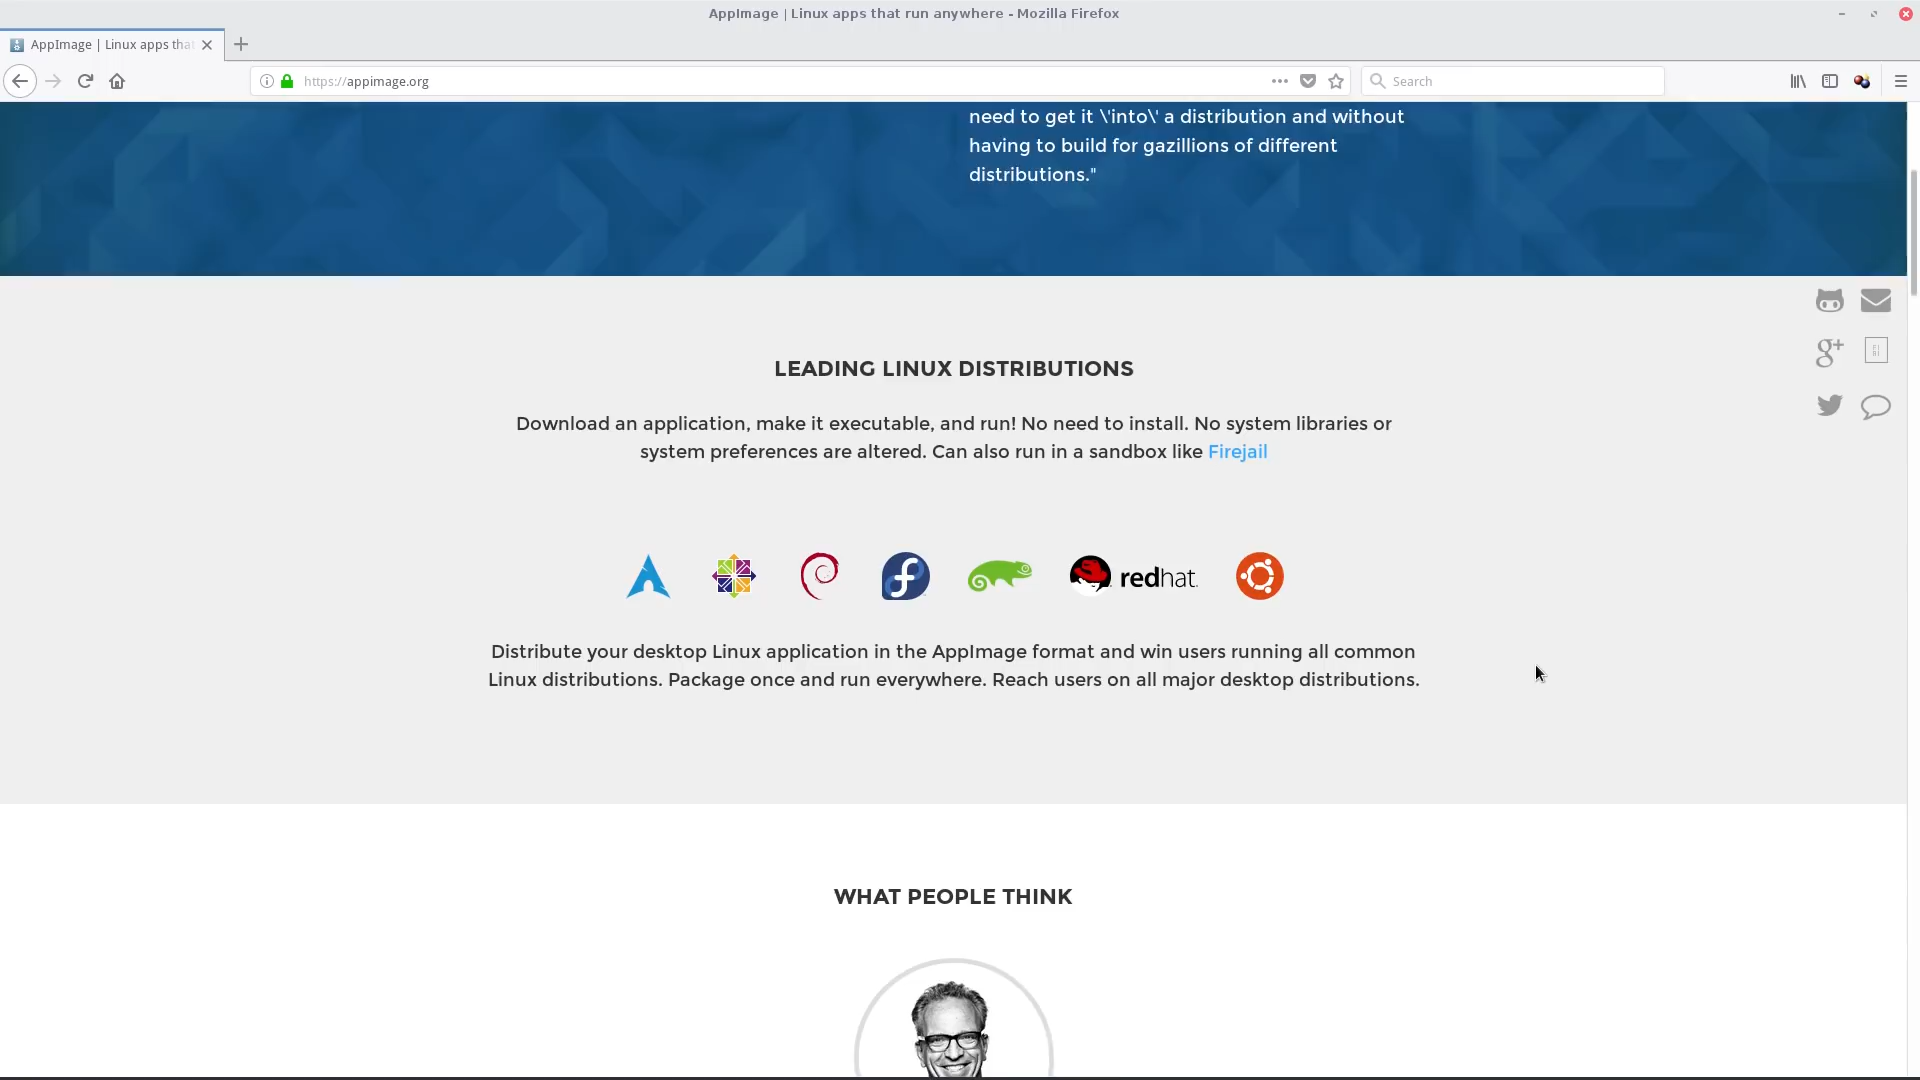 AppImage | Linux apps that run anywhere - Mozilla Firefox
AppImage | Linux apps tha
https://appimage.org
Search
need to get it \'into\' a distribution and without
having to build for gazillions of different
distributions."
LEADING LINUX DISTRIBUTIONS
Download an application, make it executable, and run! No need to install. No system libraries or
system preferences are altered. Can also run in a sandbox like Firejail
redhat.
Distribute your desktop Linux application in the AppImage format and win users running all common
Linux distributions. Package once and run everywhere. Reach users on all major desktop distributions.
WHAT PEOPLE THINK